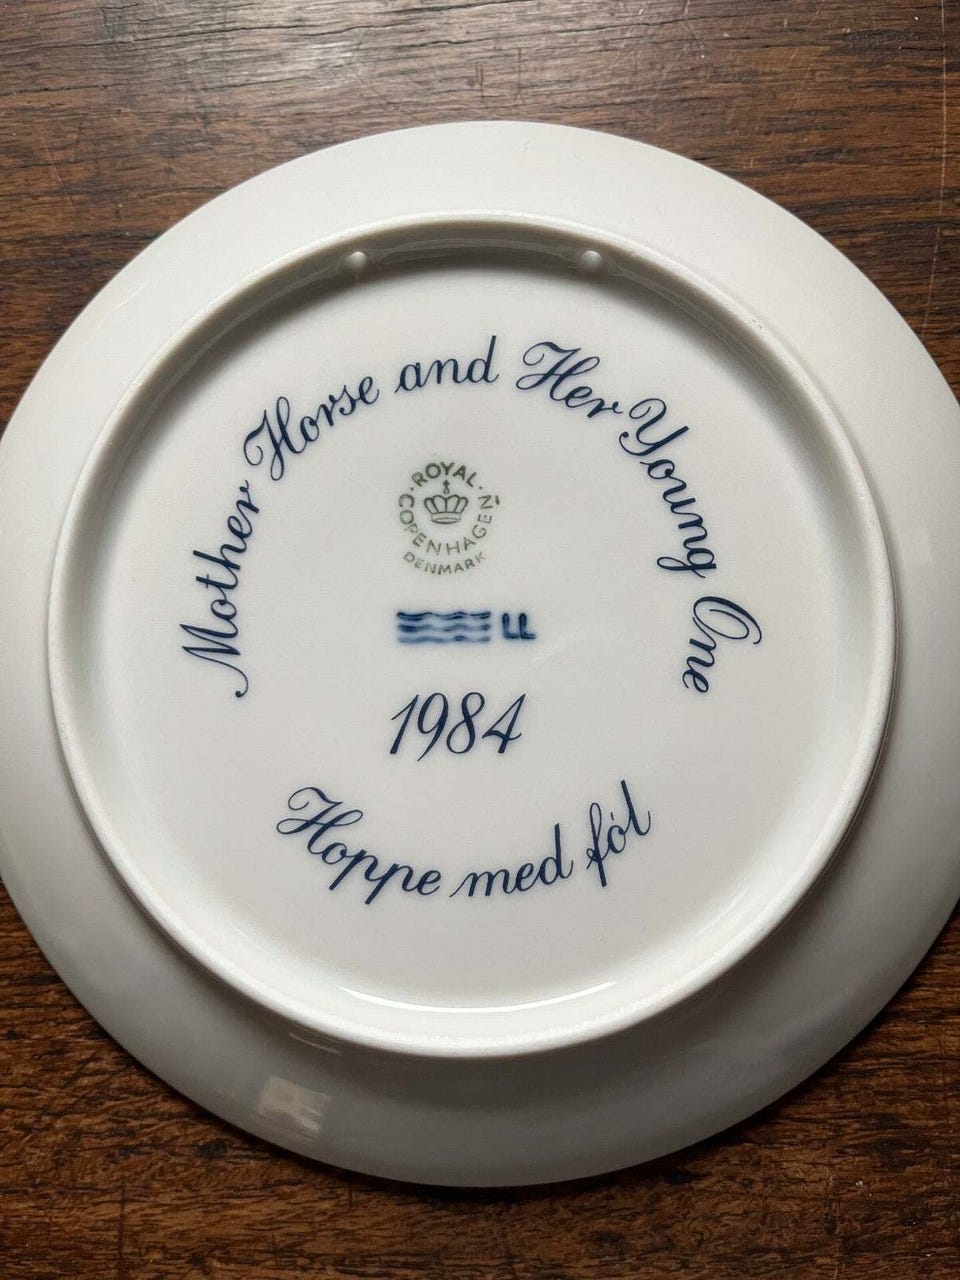 Mother Horse and Her Young One
ROYAL
COPENHAGEN
DENMARK
LL
1984
Hoppe med føl